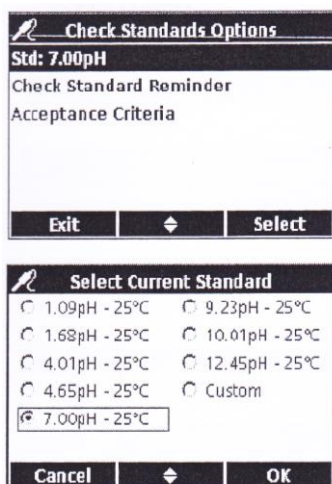 Check Standards Options
Std: 7.00pH
Check Standard Reminder
Acceptance Criteria
Exit Select
Select Current Standard
1.09pH - 25°C 9.23pH - 25°C
1.68pH - 25°C 10.01pH - 25°C
4.01pH - 25°C 12.45pH - 25°C
4.65pH - 25°C Custom
7.00pH - 25°C
Cancel OK